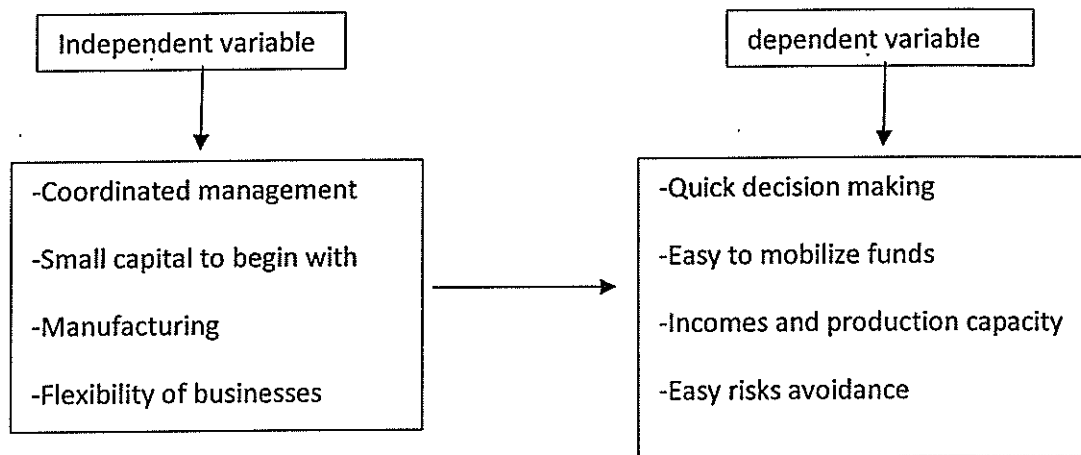 Independent variable
dependent variable
-Coordinated management
-Small capital to begin with
-Manufacturing
-Flexibility of businesses
-Quick decision making
-Easy to mobilize funds
-Incomes and production capacity
-Easy risks avoidance